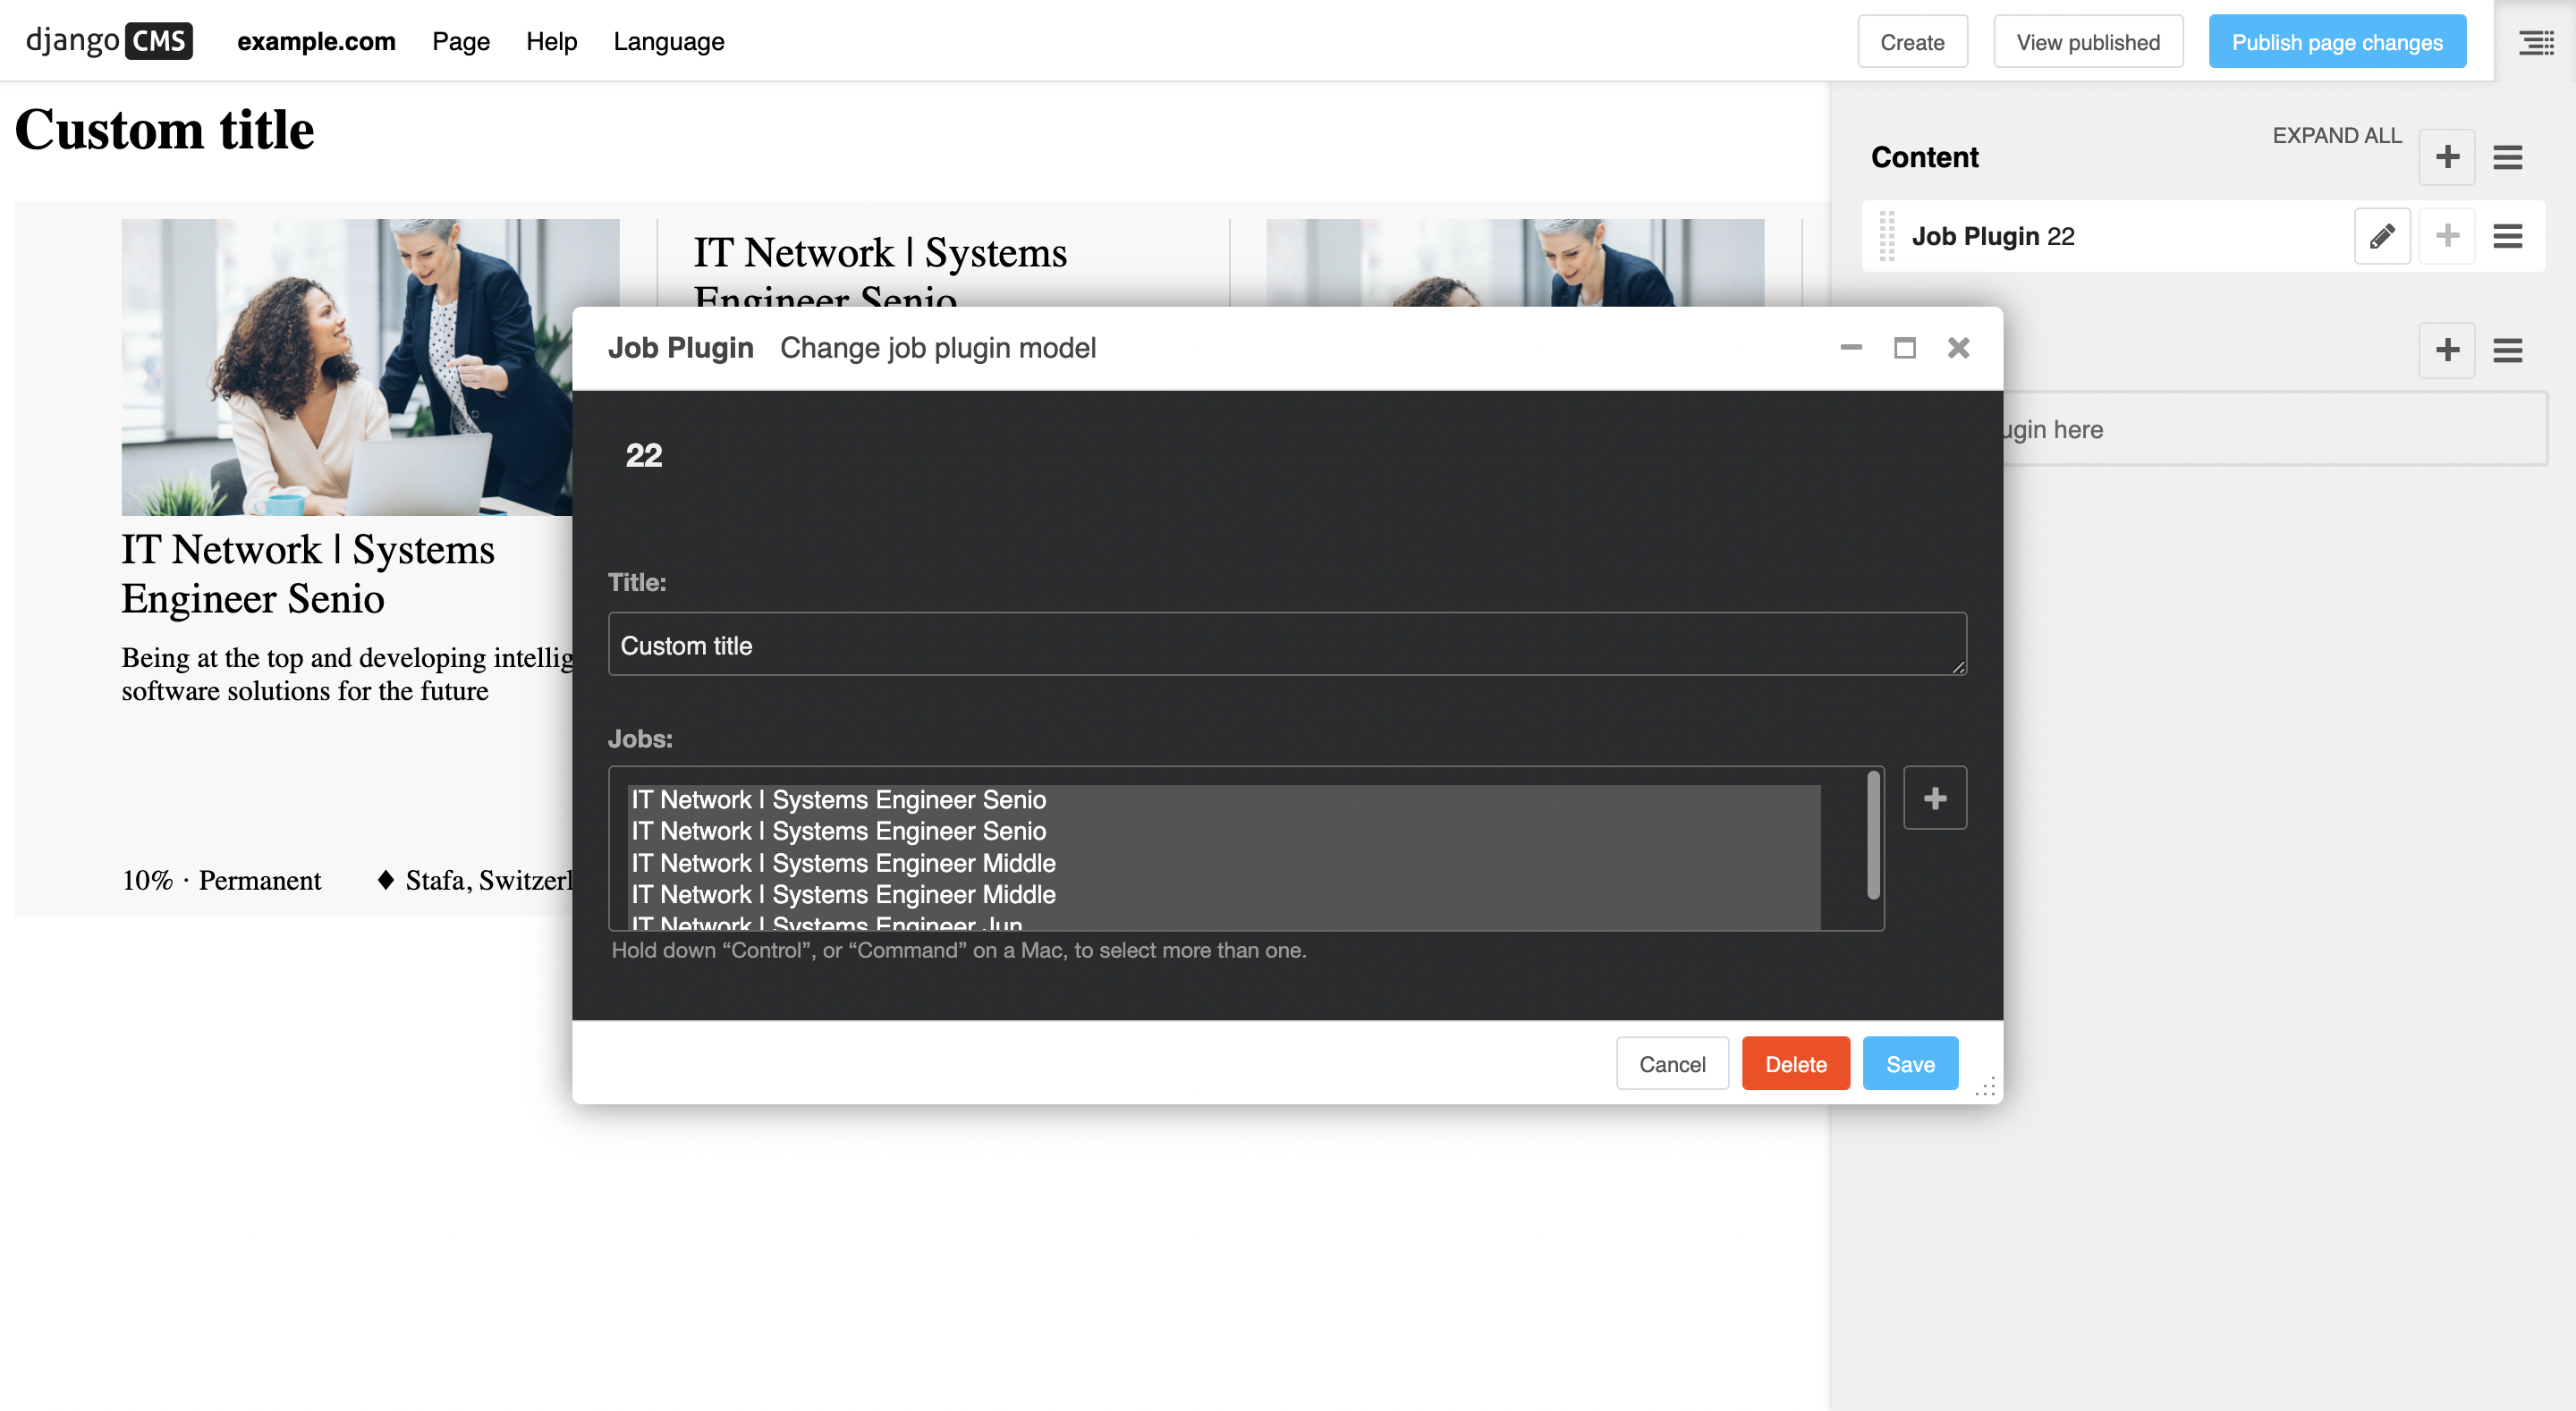 django CMS example.com Page Help Language Create View published Publish page changes
Custom title
EXPAND ALL
Content
Job Plugin 22
IT Network | Systems
Engineer Senio
here
Job Plugin Change job plugin model
22
Title:
Custom title
Jobs:
IT Network | Systems Engineer Senio
IT Network | Systems Engineer Senio
IT Network | Systems Engineer Middle
IT Network | Systems Engineer Middle
IT Network | Systems Engineer Jun
Hold down “Control”, or “Command” on a Mac, to select more than one.
Cancel Delete Save
IT Network | Systems
Engineer Senio
Being at the top and developing intellig
software solutions for the future
10% · Permanent ♦ Stafa, Switzerl